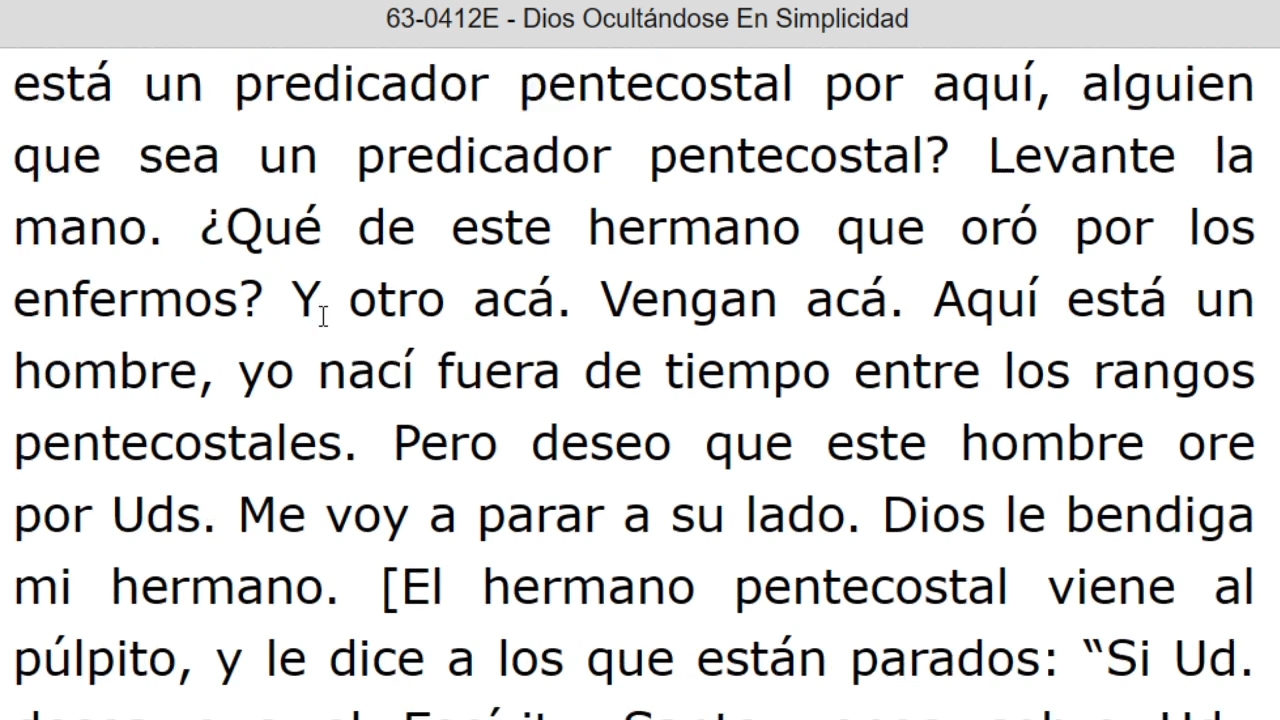 63-0412E - Dios Ocultándose En Simplicidad
está un predicador pentecostal por aquí, alguien
que sea un predicador pentecostal? Levante la
mano. ¿Qué de este hermano que oró por los
enfermos? Y otro acá. Vengan acá. Aquí está un
hombre, yo nací fuera de tiempo entre los rangos
pentecostales. Pero deseo que este hombre ore
por Uds. Me voy a parar a su lado. Dios le bendiga
mi hermano. [El hermano pentecostal viene al
púlpito, y le dice a los que están parados: “Si Ud.